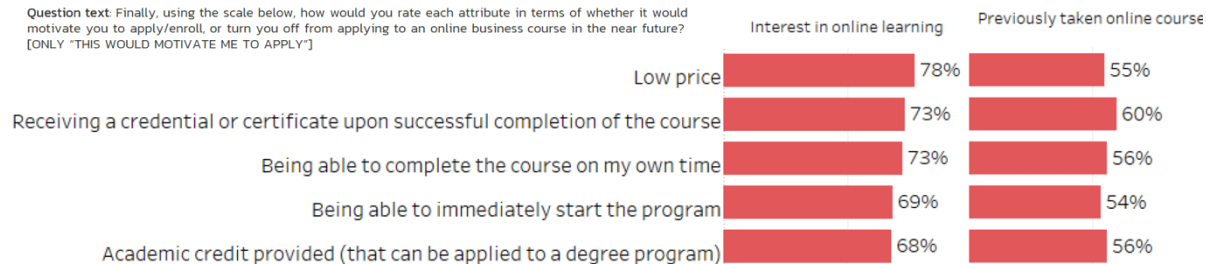 Question text: Finally, using the scale below, how would you rate each attribute in terms of whether it would
motivate you to apply/enroll, or turn you off from applying to an online business course in the near future?
[ONLY "THIS WOULD MOTIVATE ME TO APPLY"]
Interest in online learning
Previously taken online course
Low price 78% 55%
Receiving a credential or certificate upon successful completion of the course 73% 60%
Being able to complete the course on my own time 73% 56%
Being able to immediately start the program 69% 54%
Academic credit provided (that can be applied to a degree program) 68% 56%